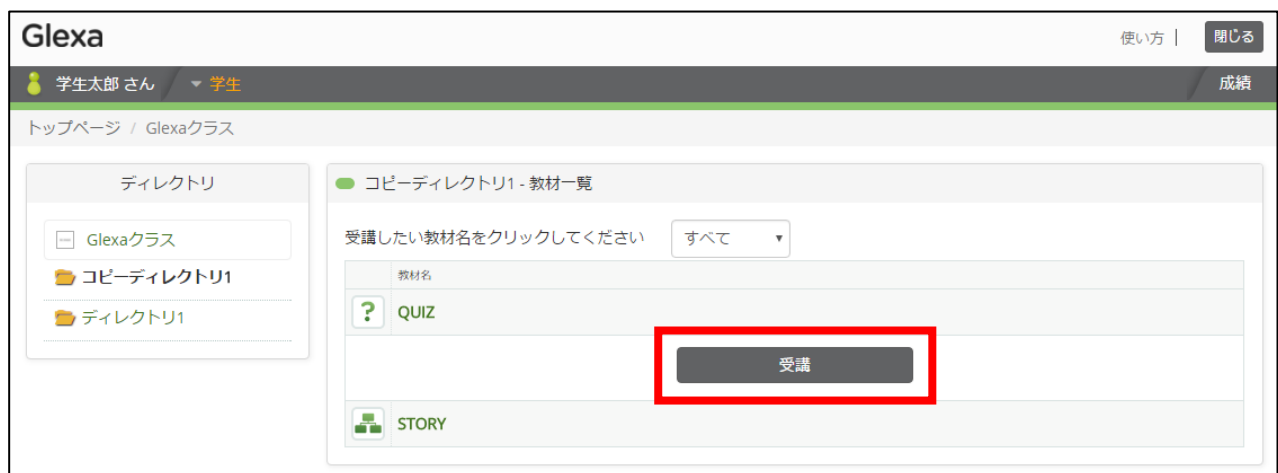 Glexa
使い方 | 閉じる
学生太郎 さん ▼ 学生 成績
トップページ / Glexaクラス
ディレクトリ
Glexaクラス
コピーディレクトリ1
ディレクトリ1
コピーディレクトリ1 - 教材一覧
受講したい教材名をクリックしてください すべて ▼
教材名
? QUIZ
受講
STORY